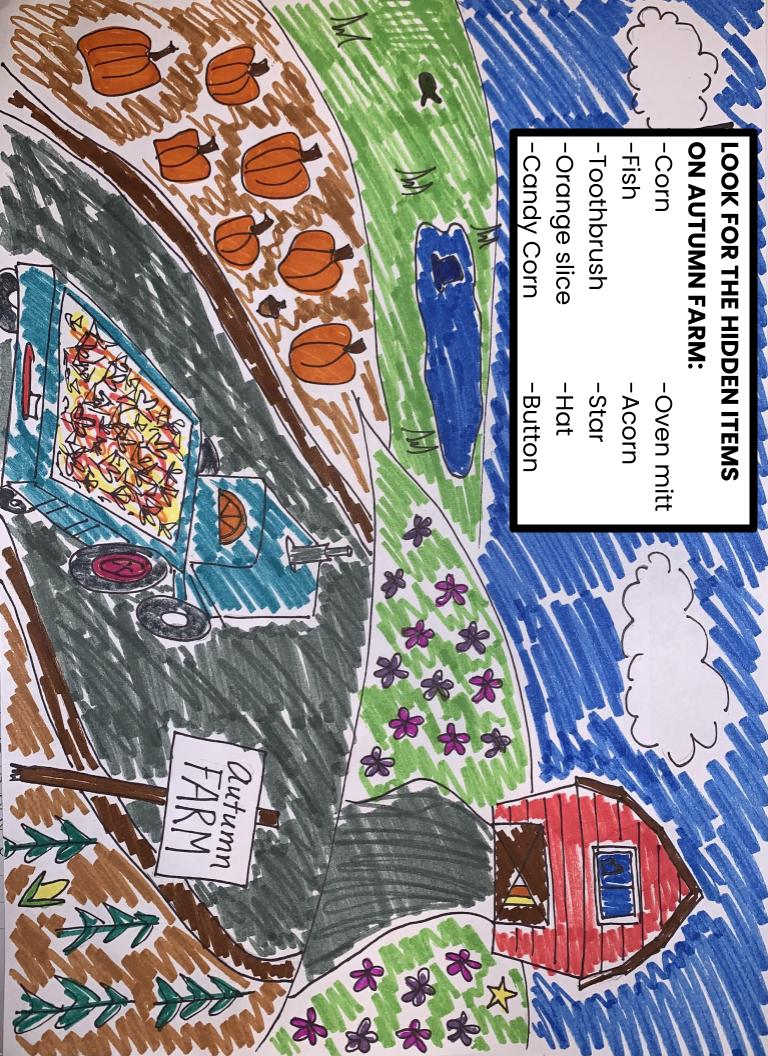 LOOK FOR THE HIDDEN ITEMS
ON AUTUMN FARM:
-Corn
-Fish
-Toothbrush
-Orange slice
-Candy Corn
-Oven mitt
-Acorn
-Star
-Hat
-Button
Autumn
FARM